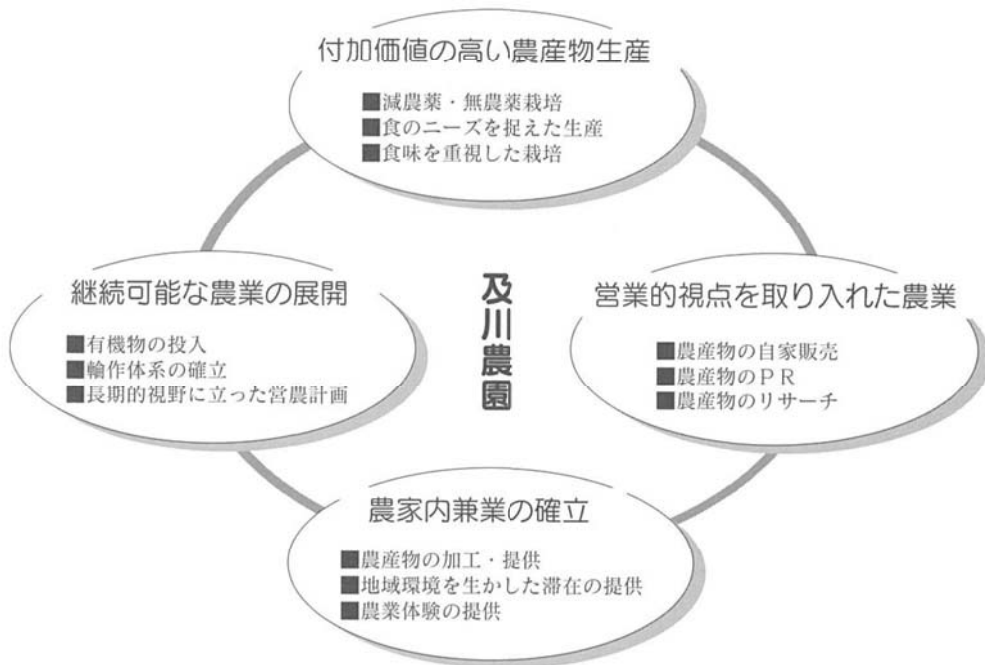 付加価値の高い農産物生産
■減農薬・無農薬栽培
■食のニーズを捉えた生産
■食味を重視した栽培
継続可能な農業の展開
■有機物の投入
■輪作体系の確立
■長期的視野に立った営農計画
及川農園
営業的視点を取り入れた農業
■農産物の自家販売
■農産物のPR
■農産物のリサーチ
農家内兼業の確立
■農産物の加工・提供
■地域環境を生かした滞在の提供
■農業体験の提供